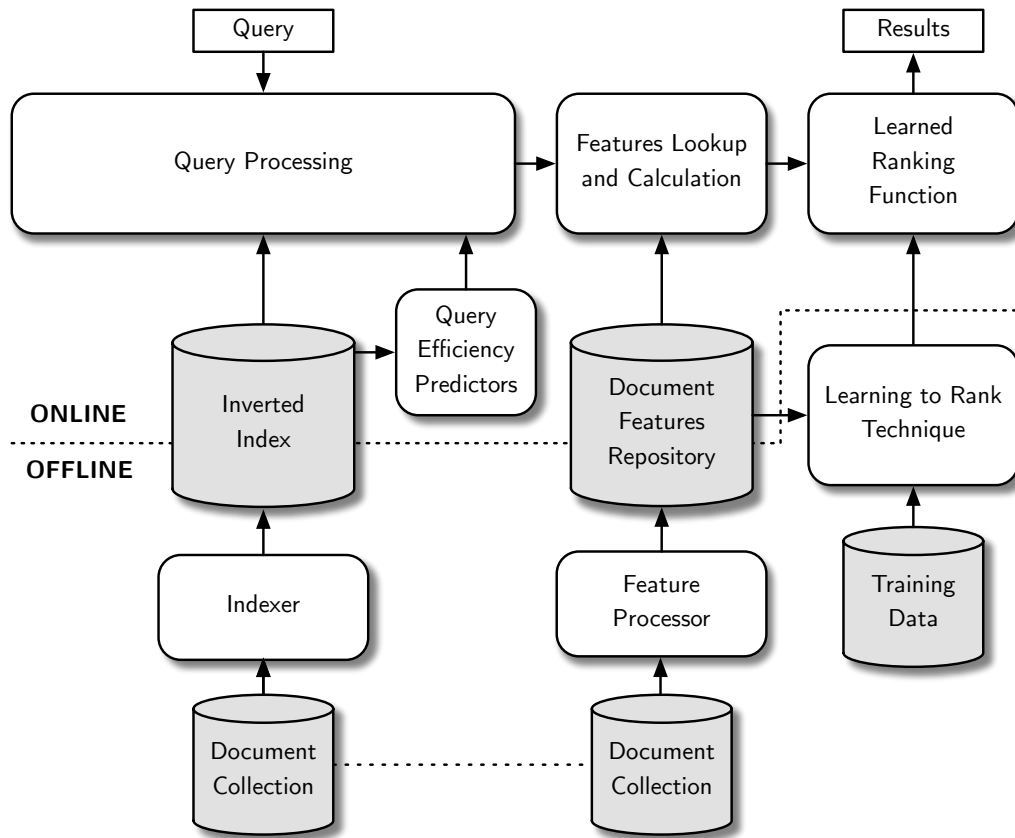 Query
Results
Query Processing
Features Lookup
and Calculation
Learned
Ranking
Function
Query
Efficiency
Predictors
Inverted
Index
Document
Features
Repository
Learning to Rank
Technique
ONLINE
OFFLINE
Indexer
Feature
Processor
Training
Data
Document
Collection
Document
Collection